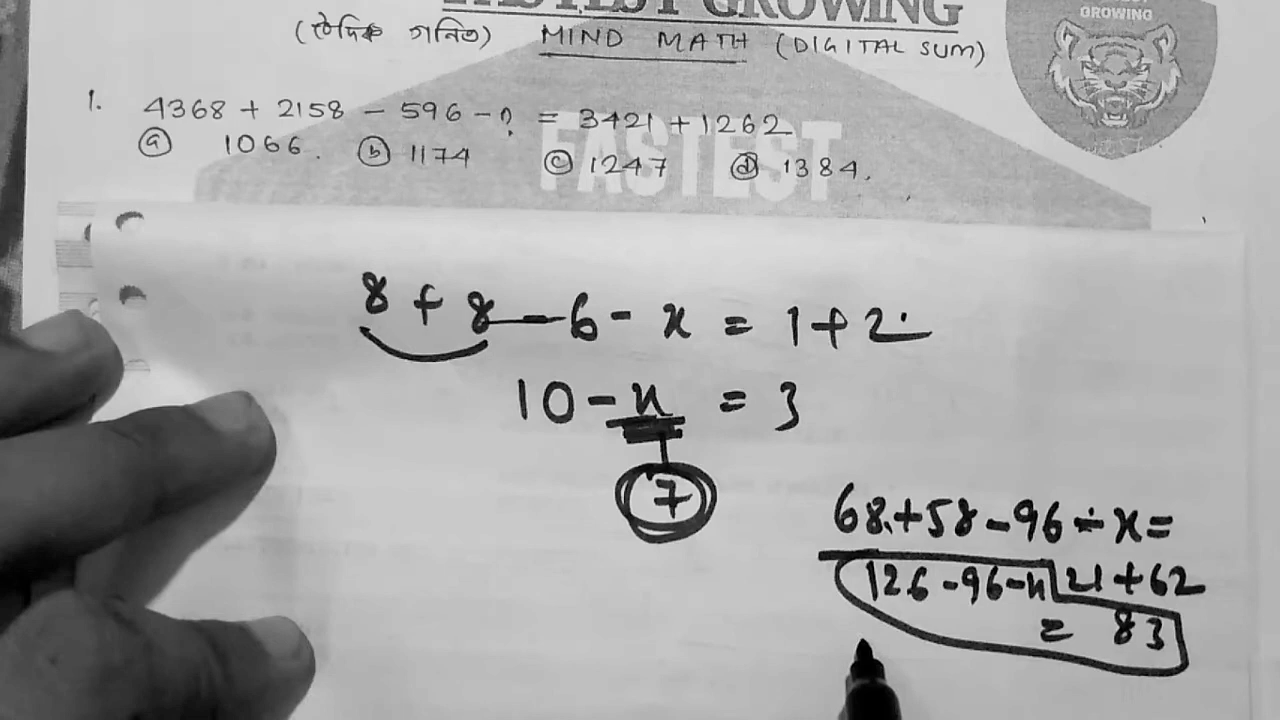 FASTEST GROWING
GROWING
(বৈদিক গনিত) MIND MATH (DIGITAL SUM)
1. 4368 + 2158 - 596 - ? = 3421 + 1262
ⓐ 1066. ⓑ 1174 ⓒ 1247 ⓓ 1384.
FASTEST
8 + 8 - 6 - x = 1 + 2
10 - x = 3
7
68 + 58 - 96 - x =
126 - 96 - x 21 + 62
= 83